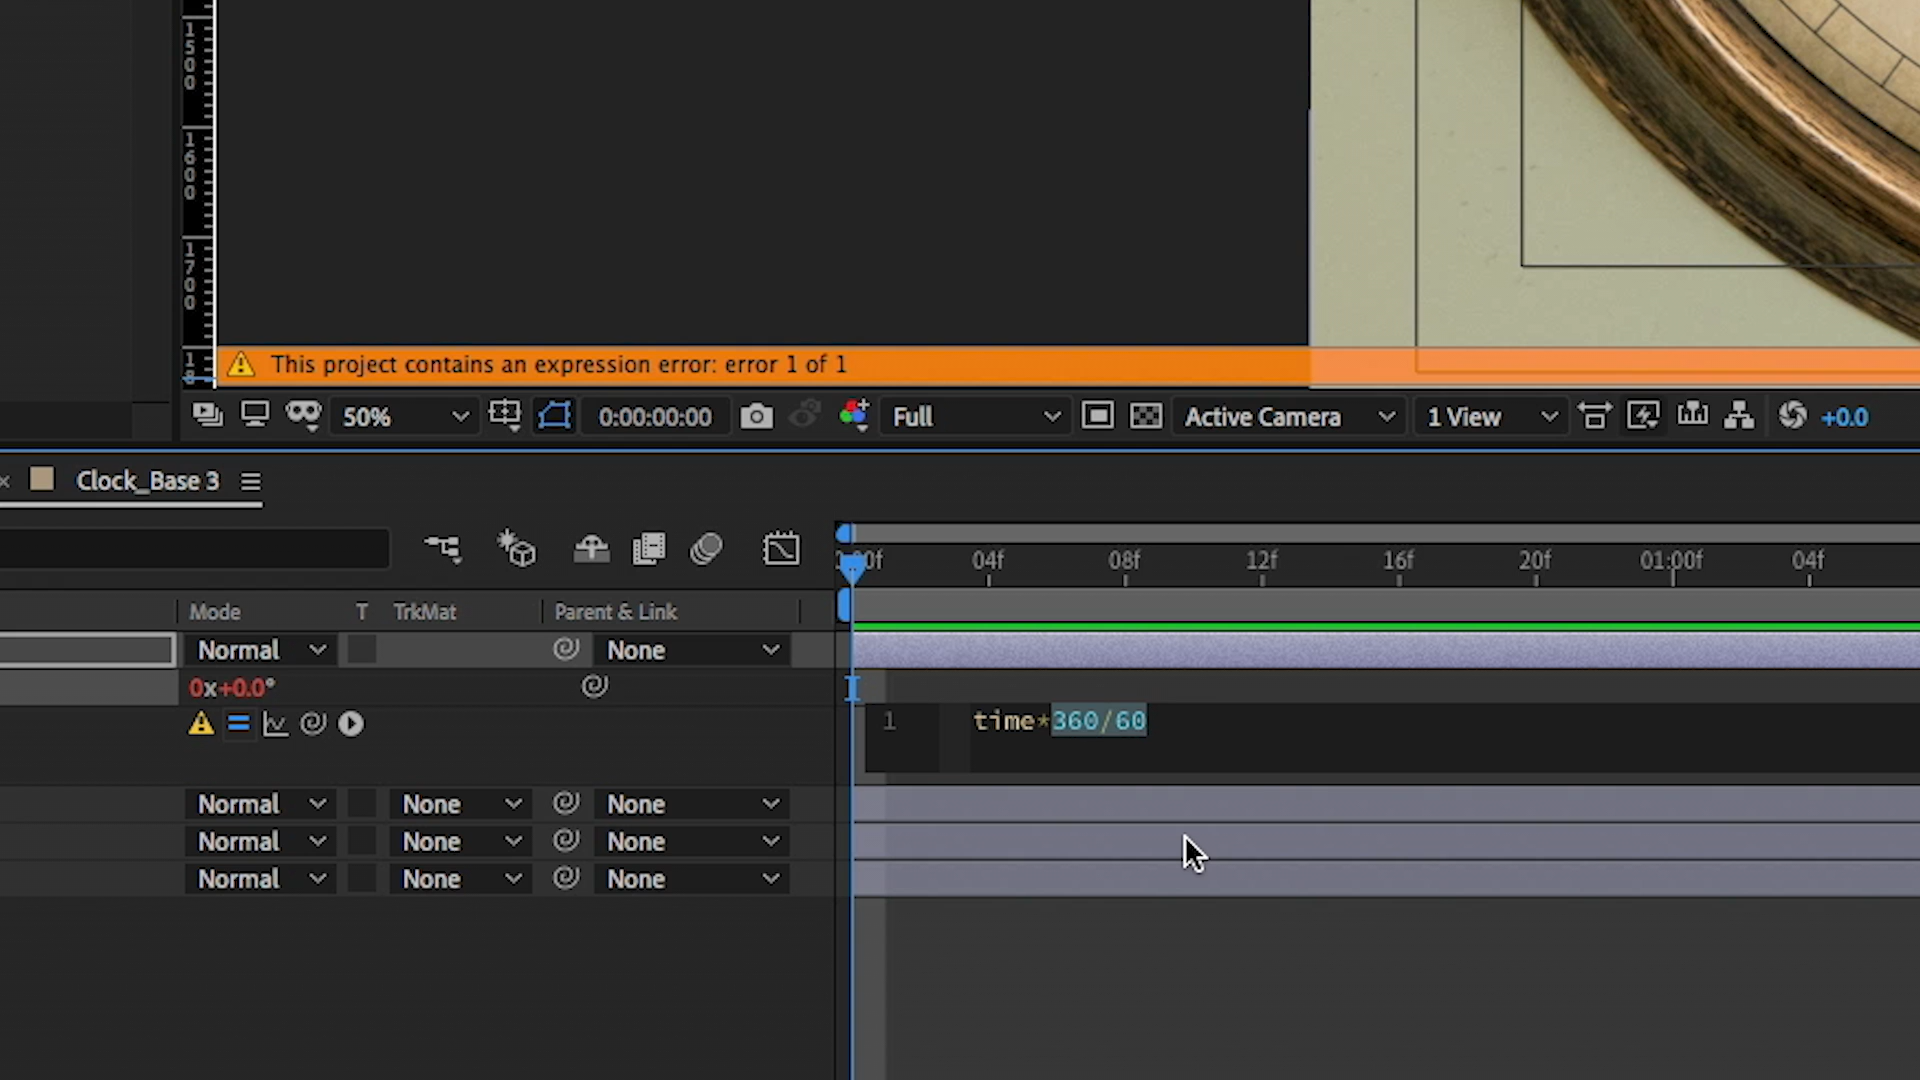 1500
1600
1700
18
This project contains an expression error: error 1 of 1
50%
0:00:00:00
Full
Active Camera
1 View
+0.0
Clock_Base 3
04f
08f
12f
16f
20f
01:00f
04f
Mode
T
TrkMat
Parent & Link
Normal
None
0x+0.0°
1
time*360/60
Normal
None
None
Normal
None
None
Normal
None
None